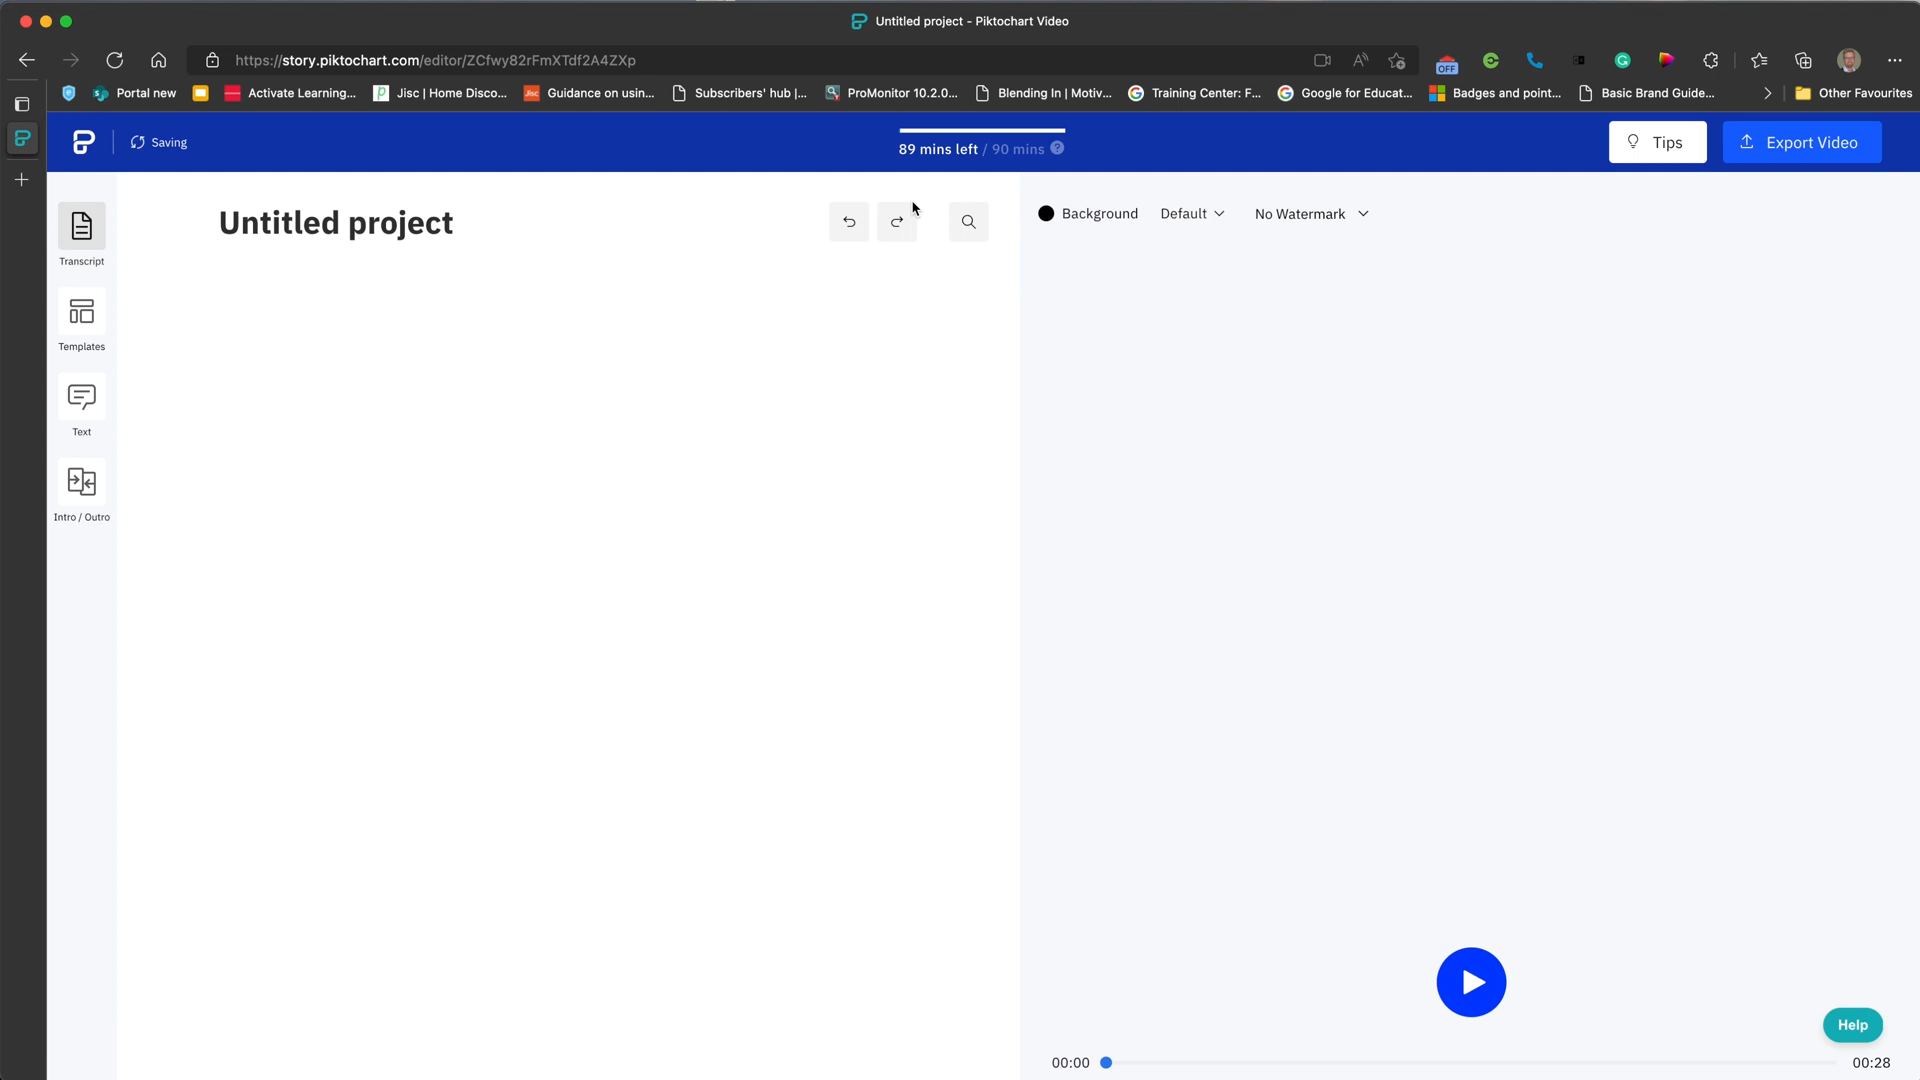 Untitled project - Piktochart Video
https://story.piktochart.com/editor/ZCfwy82rFmXTdf2A4ZXp
OFF
Portal new
Activate Learning...
Jisc | Home Disco...
Guidance on usin...
Subscribers' hub |...
ProMonitor 10.2.0...
Blending In | Motiv...
Training Center: F...
Google for Educat...
Badges and point...
Basic Brand Guide...
Other Favourites
Saving
89 mins left / 90 mins ?
Tips
Export Video
Untitled project
Background
Default
No Watermark
Transcript
Templates
Text
Intro / Outro
Help
00:00
00:28